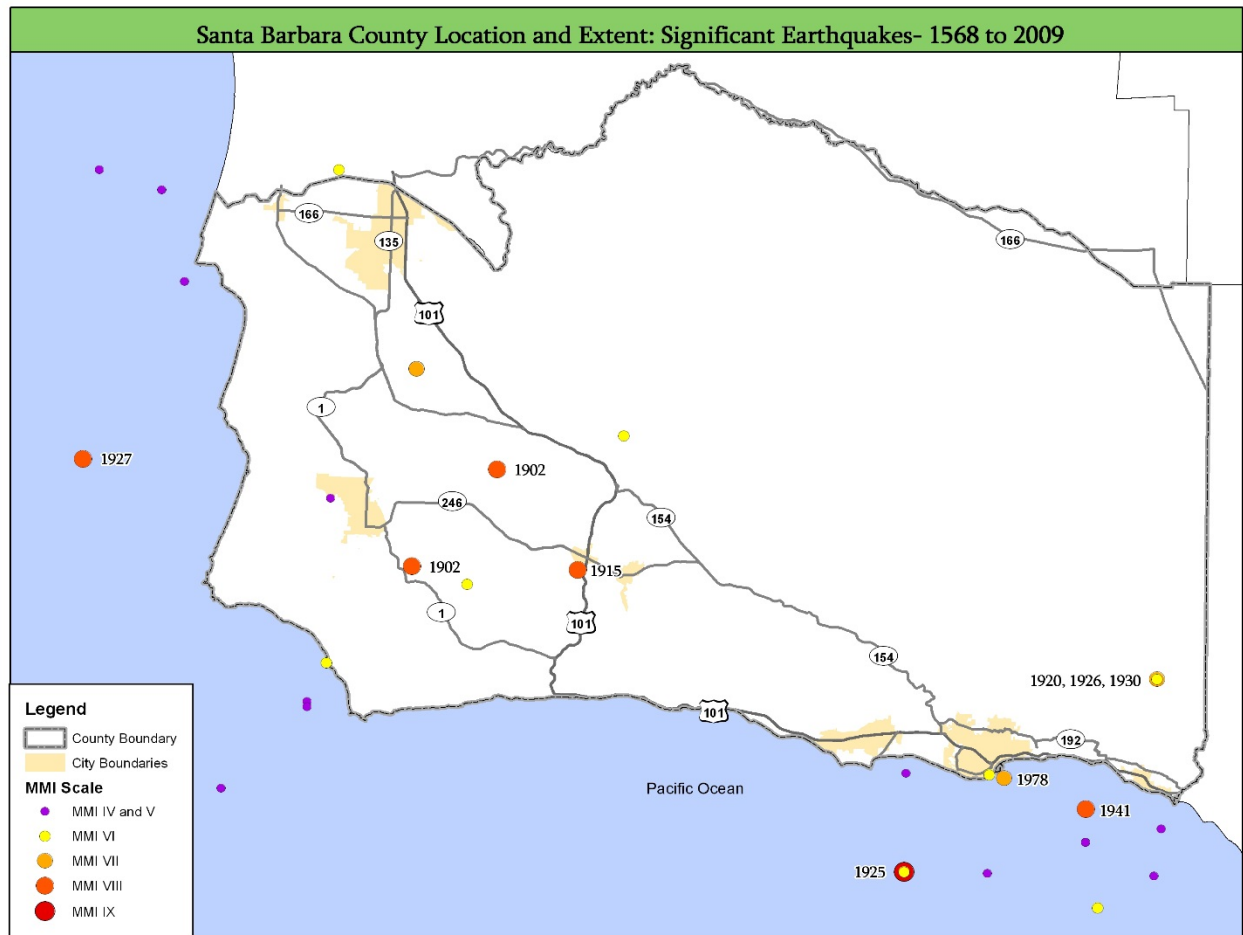 Santa Barbara County Location and Extent: Significant Earthquakes- 1568 to 2009
166
135
166
101
1
1927
1902
246
154
1902
1915
1
101
154
1920, 1926, 1930
101
192
1978
Pacific Ocean
1941
1925
Legend
County Boundary
City Boundaries
MMI Scale
MMI IV and V
MMI VI
MMI VII
MMI VIII
MMI IX